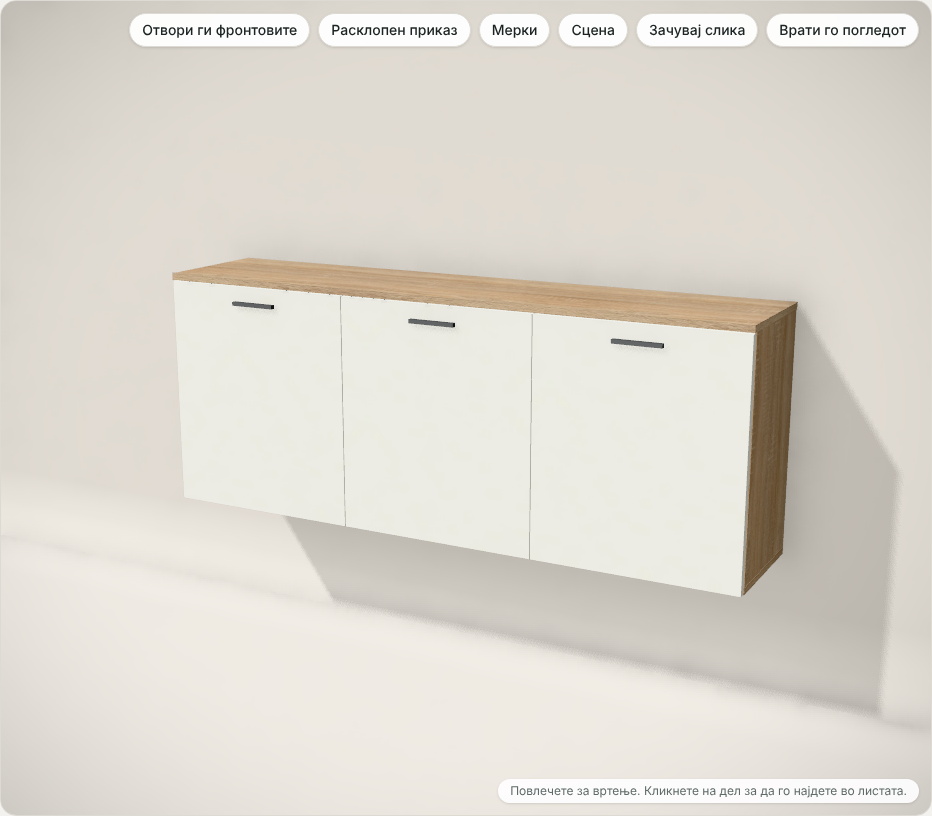 Отвори ги фронтовите
Расклопен приказ
Мерки
Сцена
Зачувај слика
Врати го погледот
Повлечете за вртење. Кликнете на дел за да го најдете во листата.